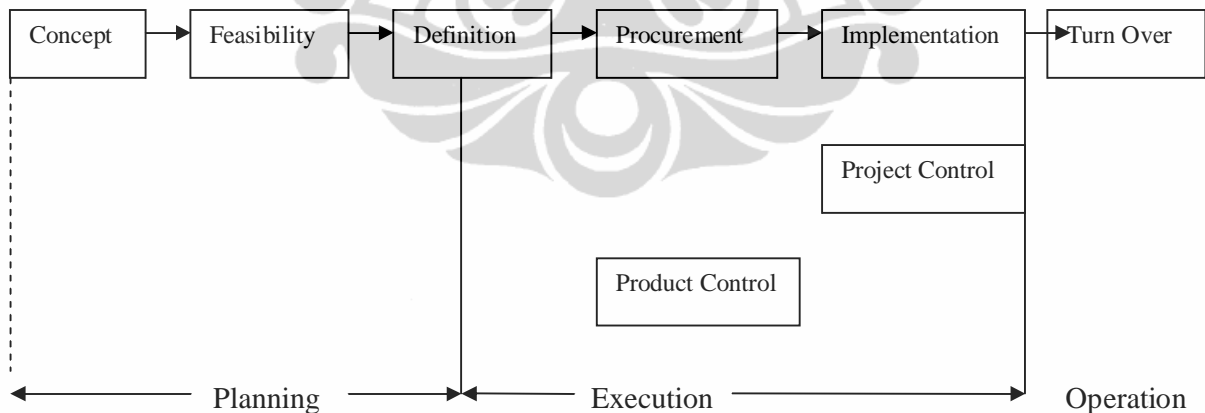 Concept
Feasibility
Definition
Procurement
Implementation
Turn Over
Project Control
Product Control
Planning
Execution
Operation